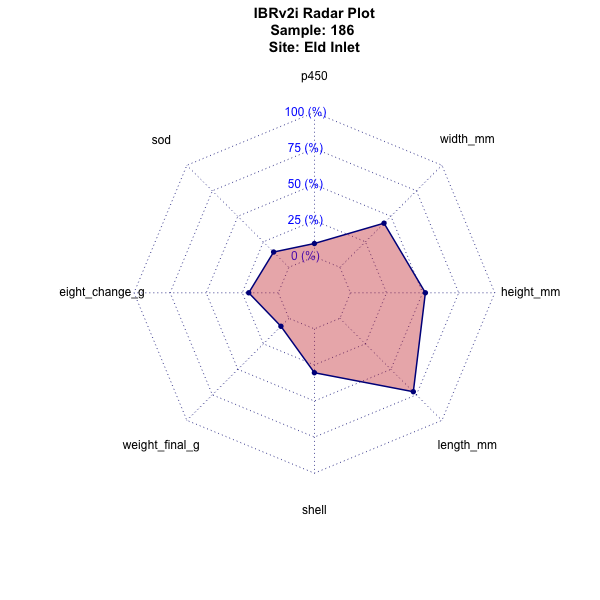 IBRv2i Radar Plot
Sample: 186
Site: Eld Inlet
p450
100 (%)
sod
width_mm
75 (%)
50 (%)
25 (%)
0 (%)
eight_change_g
height_mm
weight_final_g
length_mm
shell